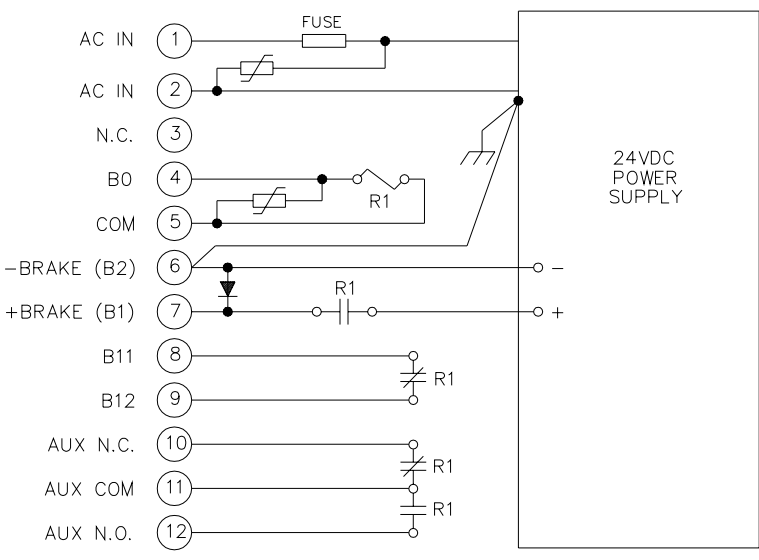 FUSE
AC IN 1
AC IN 2
N.C. 3
B0 4
R1
COM 5
24VDC
POWER
SUPPLY
-BRAKE (B2) 6 -
R1
+BRAKE (B1) 7 +
B11 8
R1
B12 9
AUX N.C. 10
R1
AUX COM 11
R1
AUX N.O. 12